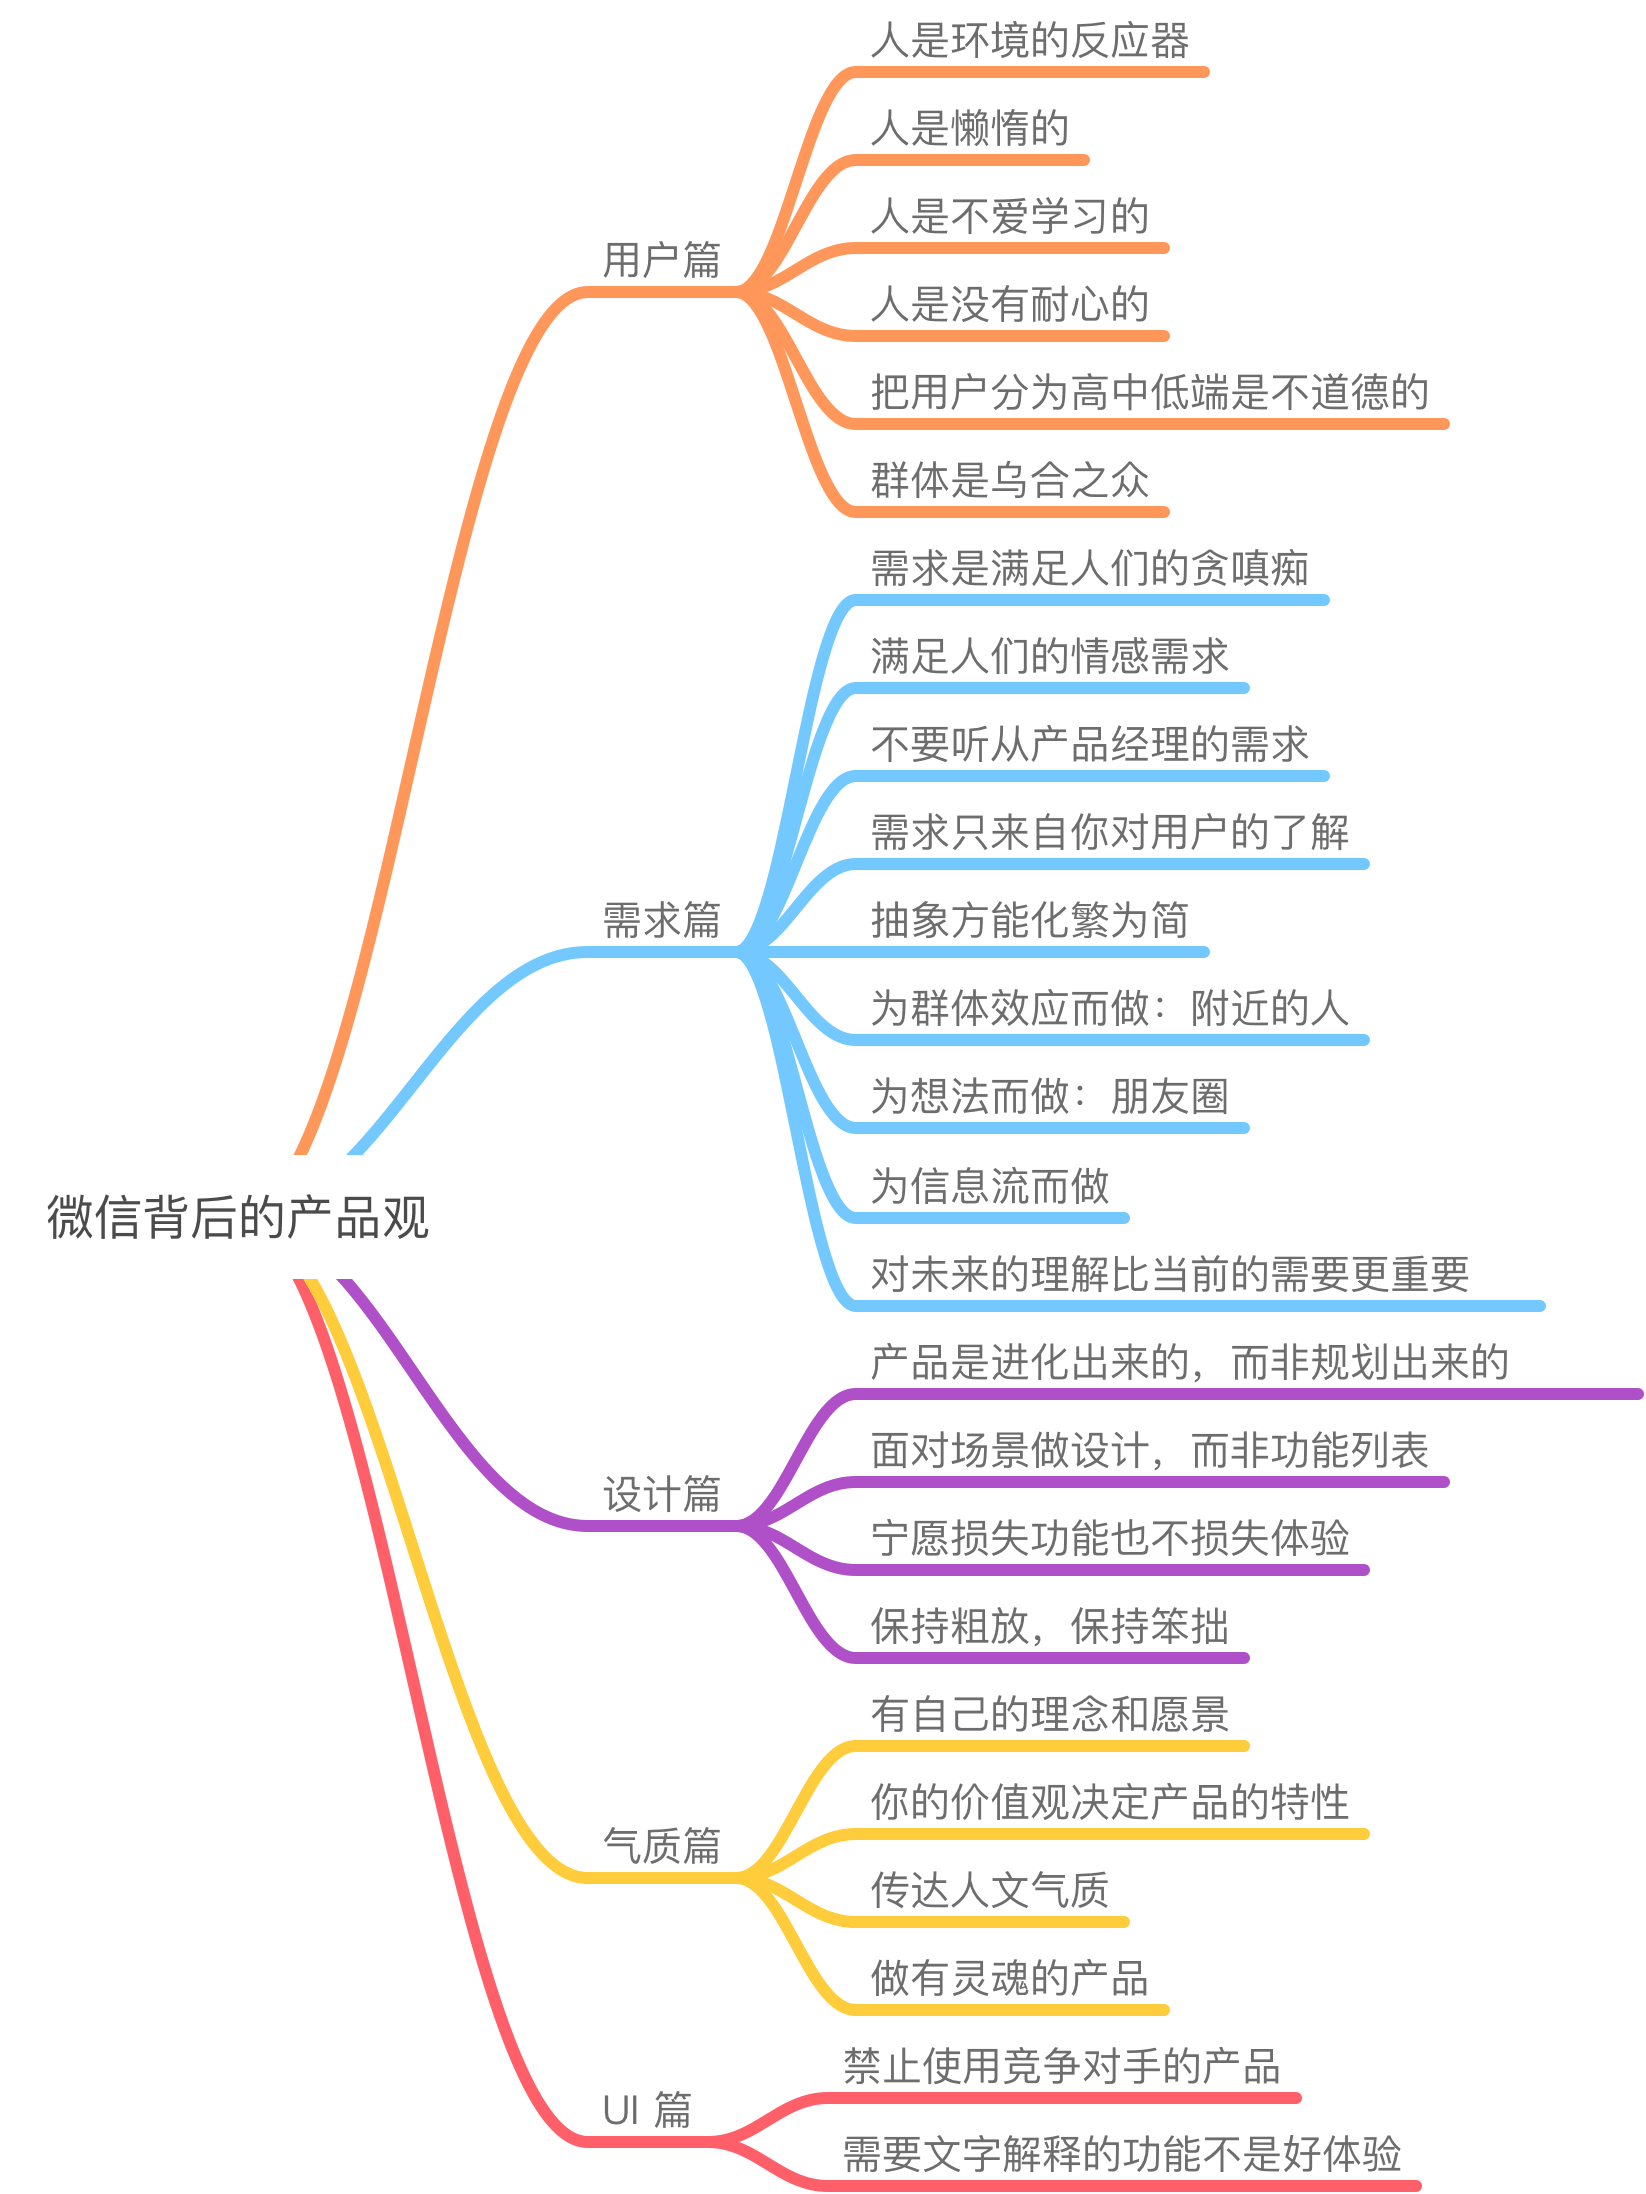 微信背后的产品观
用户篇
人是环境的反应器
人是懒惰的
人是不爱学习的
人是没有耐心的
把用户分为高中低端是不道德的
群体是乌合之众
需求篇
需求是满足人们的贪嗔痴
满足人们的情感需求
不要听从产品经理的需求
需求只来自你对用户的了解
抽象方能化繁为简
为群体效应而做：附近的人
为想法而做：朋友圈
为信息流而做
对未来的理解比当前的需要更重要
设计篇
产品是进化出来的，而非规划出来的
面对场景做设计，而非功能列表
宁愿损失功能也不损失体验
保持粗放，保持笨拙
气质篇
有自己的理念和愿景
你的价值观决定产品的特性
传达人文气质
做有灵魂的产品
UI 篇
禁止使用竞争对手的产品
需要文字解释的功能不是好体验